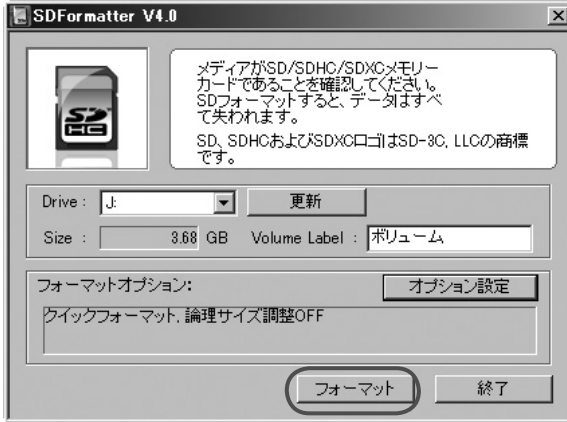 SDFormatter V4.0
メディアがSD/SDHC/SDXCメモリー
カードであることを確認してください。
SDフォーマットすると、データはすべ
て失われます。
SD、SDHCおよびSDXCロゴはSD-3C, LLCの商標
です。
SD
HC
Drive : J: 更新
Size : 3.68 GB Volume Label : ボリューム
フォーマットオプション: オプション設定
クイックフォーマット, 論理サイズ調整OFF
フォーマット 終了